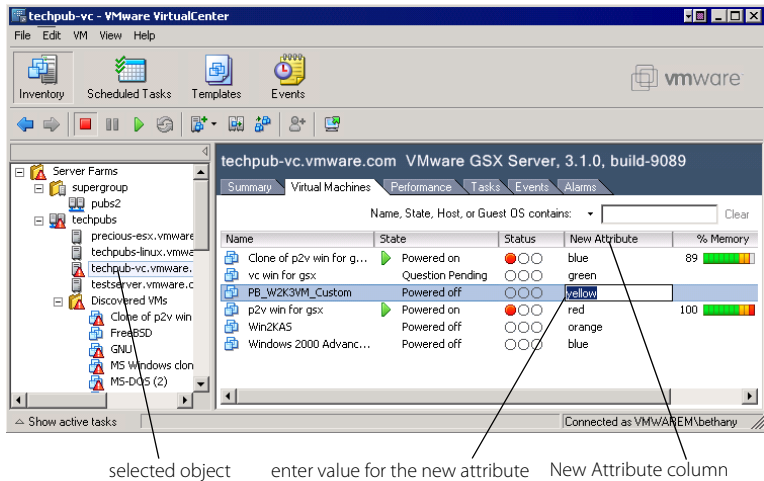 techpub-vc - VMware VirtualCenter
File Edit VM View Help
Inventory Scheduled Tasks Templates Events
vmware
techpub-vc.vmware.com VMware GSX Server, 3.1.0, build-9089
Summary Virtual Machines Performance Tasks Events Alarms
Name, State, Host, or Guest OS contains: Clear
Server Farms
supergroup
pubs2
techpubs
precious-esx.vmware
techpubs-linux.vmwa
techpub-vc.vmware.
testserver.vmware.c
Discovered VMs
Clone of p2v win
FreeBSD
GNU
MS Windows clon
MS-DOS (2)
Name State Status New Attribute % Memory
Clone of p2v win for g... Powered on blue 89
vc win for gsx Question Pending green
PB_W2K3VM_Custom Powered off yellow
p2v win for gsx Powered on red 100
Win2KAS Powered off orange
Windows 2000 Advanc... Powered off blue
Show active tasks Connected as VMWAREM\bethany
selected object enter value for the new attribute New Attribute column